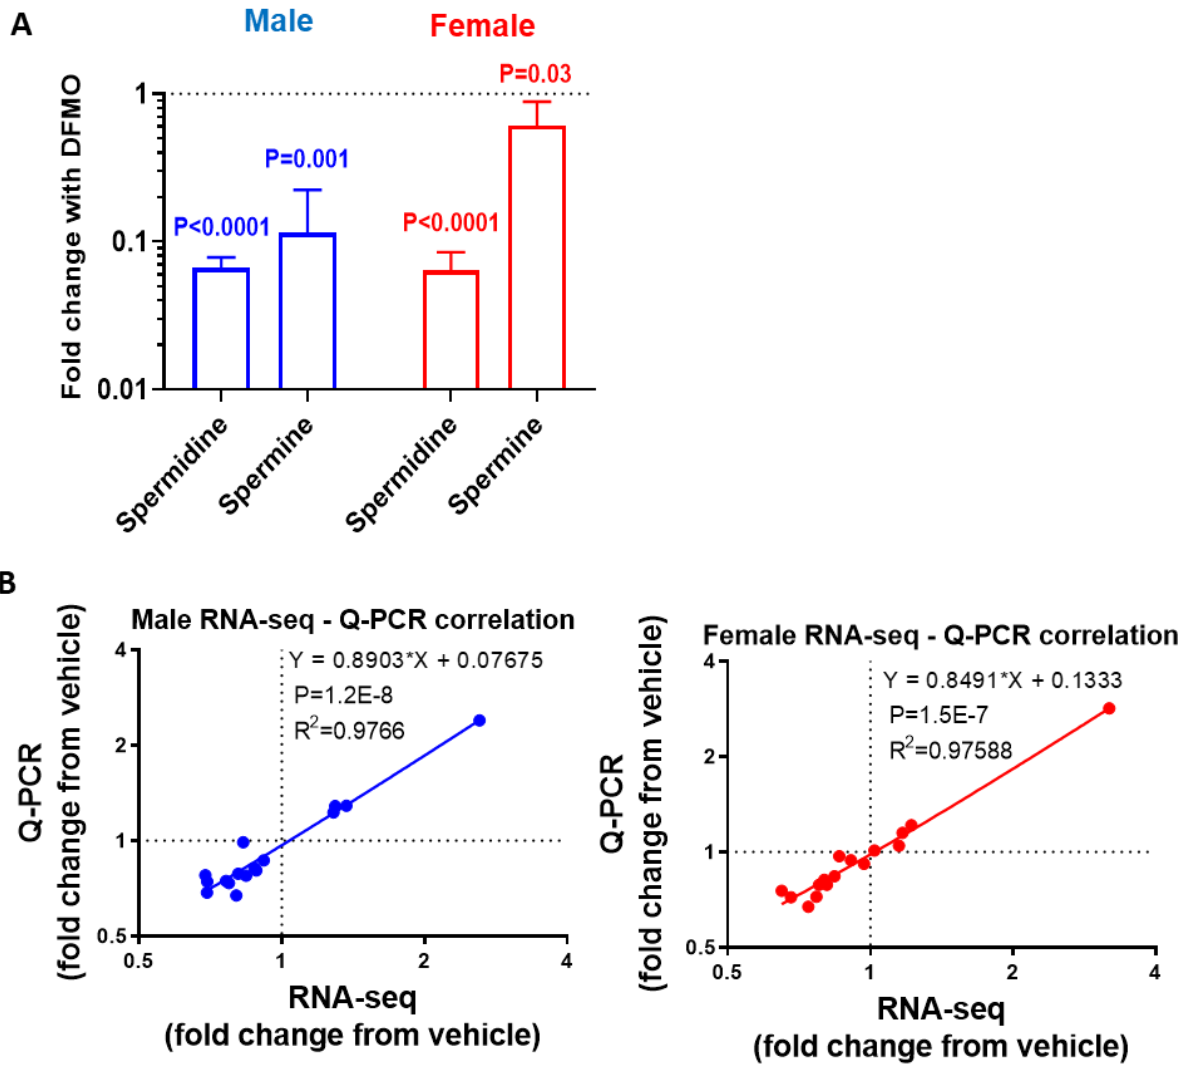 A
Male
Female
Fold change with DFMO
1
0.1
0.01
P<0.0001
P=0.001
P<0.0001
P=0.03
Spermidine
Spermine
Spermidine
Spermine
B
Male RNA-seq - Q-PCR correlation
Y = 0.8903*X + 0.07675
P=1.2E-8
R²=0.9766
Q-PCR
(fold change from vehicle)
4
2
1
0.5
0.5
1
2
4
RNA-seq
(fold change from vehicle)
Female RNA-seq - Q-PCR correlation
Y = 0.8491*X + 0.1333
P=1.5E-7
R²=0.97588
Q-PCR
(fold change from vehicle)
4
2
1
0.5
0.5
1
2
4
RNA-seq
(fold change from vehicle)